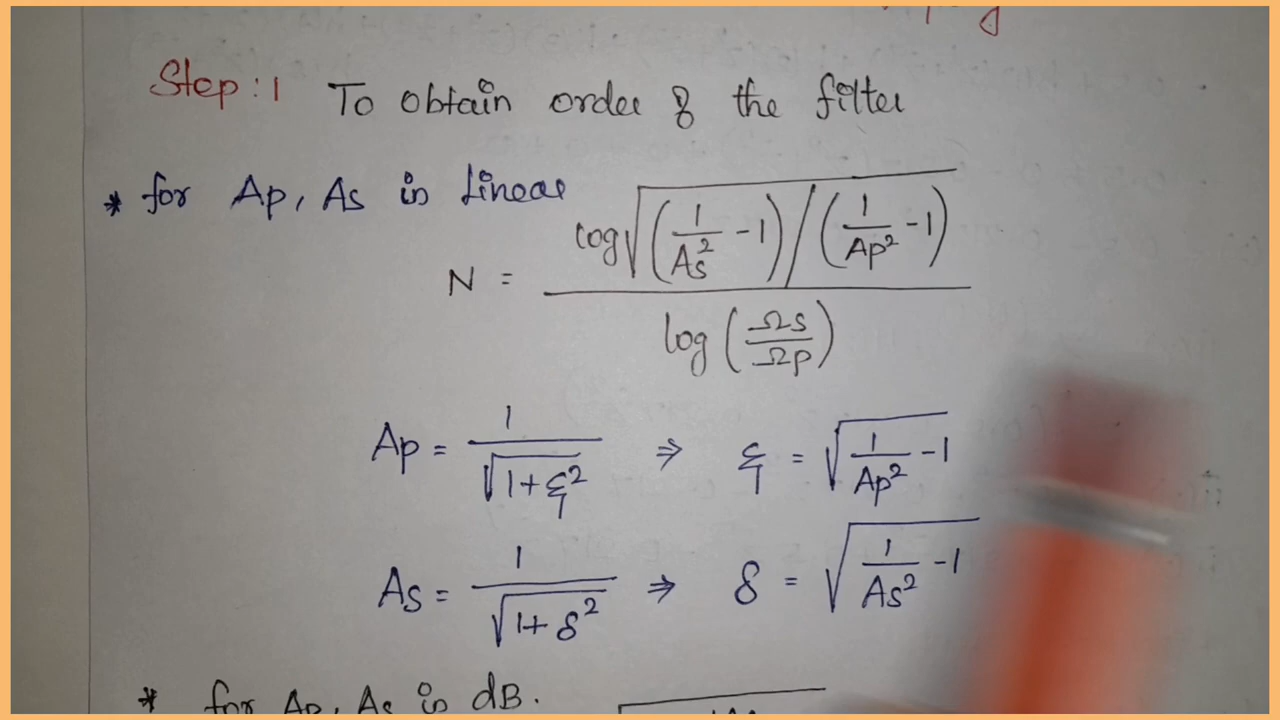 Step:1 To obtain order of the filter
* for Ap, As in Linear
N = log√((1/As² - 1)/(1/Ap² - 1)) / log(Ωs/Ωp)
Ap = 1/√(1+ξ²) ⇒ ξ = √(1/Ap² - 1)
As = 1/√(1+δ²) ⇒ δ = √(1/As² - 1)
* for Ap, As in dB.